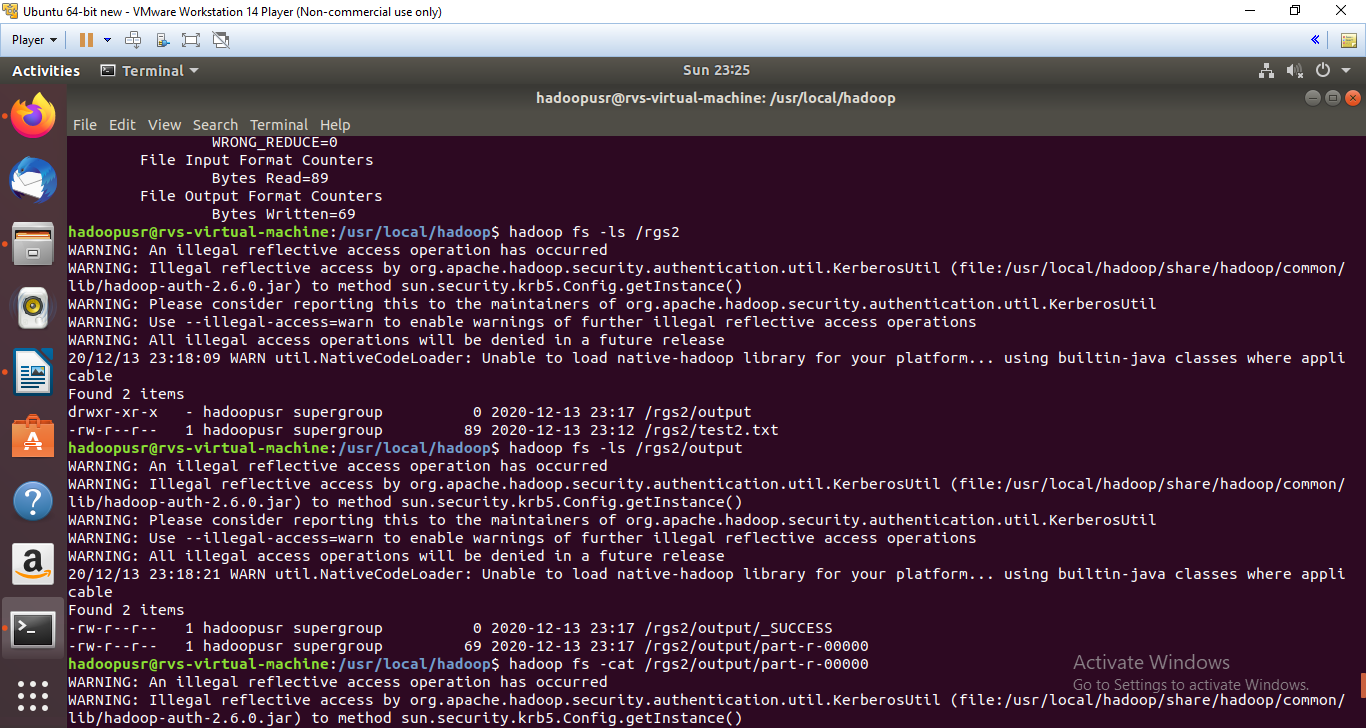 Ubuntu 64-bit new - VMware Workstation 14 Player (Non-commercial use only)
Player
Activities Terminal Sun 23:25
hadoopusr@rvs-virtual-machine: /usr/local/hadoop
File Edit View Search Terminal Help
WRONG_REDUCE=0
File Input Format Counters
Bytes Read=89
File Output Format Counters
Bytes Written=69
hadoopusr@rvs-virtual-machine:/usr/local/hadoop$ hadoop fs -ls /rgs2
WARNING: An illegal reflective access operation has occurred
WARNING: Illegal reflective access by org.apache.hadoop.security.authentication.util.KerberosUtil (file:/usr/local/hadoop/share/hadoop/common/
lib/hadoop-auth-2.6.0.jar) to method sun.security.krb5.Config.getInstance()
WARNING: Please consider reporting this to the maintainers of org.apache.hadoop.security.authentication.util.KerberosUtil
WARNING: Use --illegal-access=warn to enable warnings of further illegal reflective access operations
WARNING: All illegal access operations will be denied in a future release
20/12/13 23:18:09 WARN util.NativeCodeLoader: Unable to load native-hadoop library for your platform... using builtin-java classes where appli
cable
Found 2 items
drwxr-xr-x   - hadoopusr supergroup          0 2020-12-13 23:17 /rgs2/output
-rw-r--r--   1 hadoopusr supergroup         89 2020-12-13 23:12 /rgs2/test2.txt
hadoopusr@rvs-virtual-machine:/usr/local/hadoop$ hadoop fs -ls /rgs2/output
WARNING: An illegal reflective access operation has occurred
WARNING: Illegal reflective access by org.apache.hadoop.security.authentication.util.KerberosUtil (file:/usr/local/hadoop/share/hadoop/common/
lib/hadoop-auth-2.6.0.jar) to method sun.security.krb5.Config.getInstance()
WARNING: Please consider reporting this to the maintainers of org.apache.hadoop.security.authentication.util.KerberosUtil
WARNING: Use --illegal-access=warn to enable warnings of further illegal reflective access operations
WARNING: All illegal access operations will be denied in a future release
20/12/13 23:18:21 WARN util.NativeCodeLoader: Unable to load native-hadoop library for your platform... using builtin-java classes where appli
cable
Found 2 items
-rw-r--r--   1 hadoopusr supergroup          0 2020-12-13 23:17 /rgs2/output/_SUCCESS
-rw-r--r--   1 hadoopusr supergroup         69 2020-12-13 23:17 /rgs2/output/part-r-00000
hadoopusr@rvs-virtual-machine:/usr/local/hadoop$ hadoop fs -cat /rgs2/output/part-r-00000
WARNING: An illegal reflective access operation has occurred
WARNING: Illegal reflective access by org.apache.hadoop.security.authentication.util.KerberosUtil (file:/usr/local/hadoop/share/hadoop/common/
lib/hadoop-auth-2.6.0.jar) to method sun.security.krb5.Config.getInstance()
Activate Windows
Go to Settings to activate Windows.